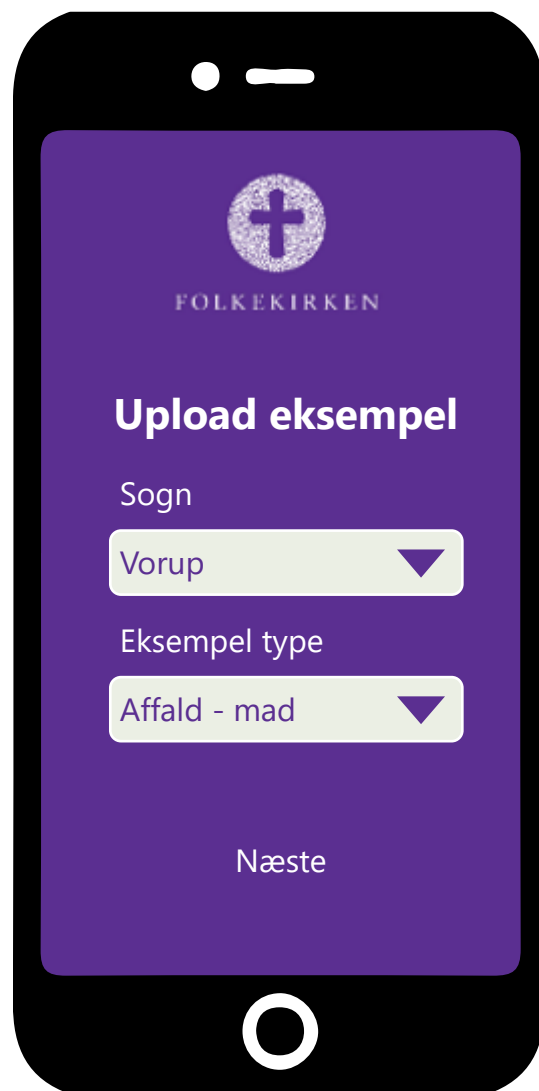 FOLKEKIRKEN
Upload eksempel
Sogn
Vorup
Eksempel type
Affald - mad
Næste